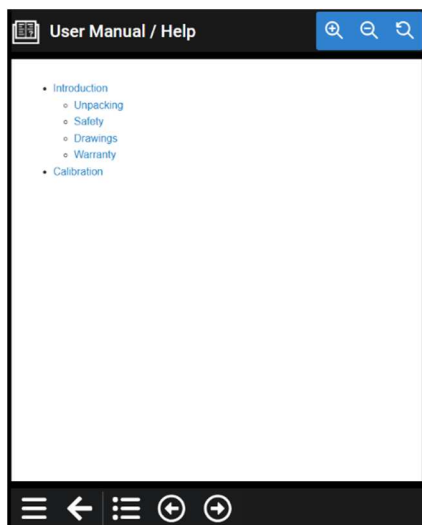 User Manual / Help
Introduction
Unpacking
Safety
Drawings
Warranty
Calibration